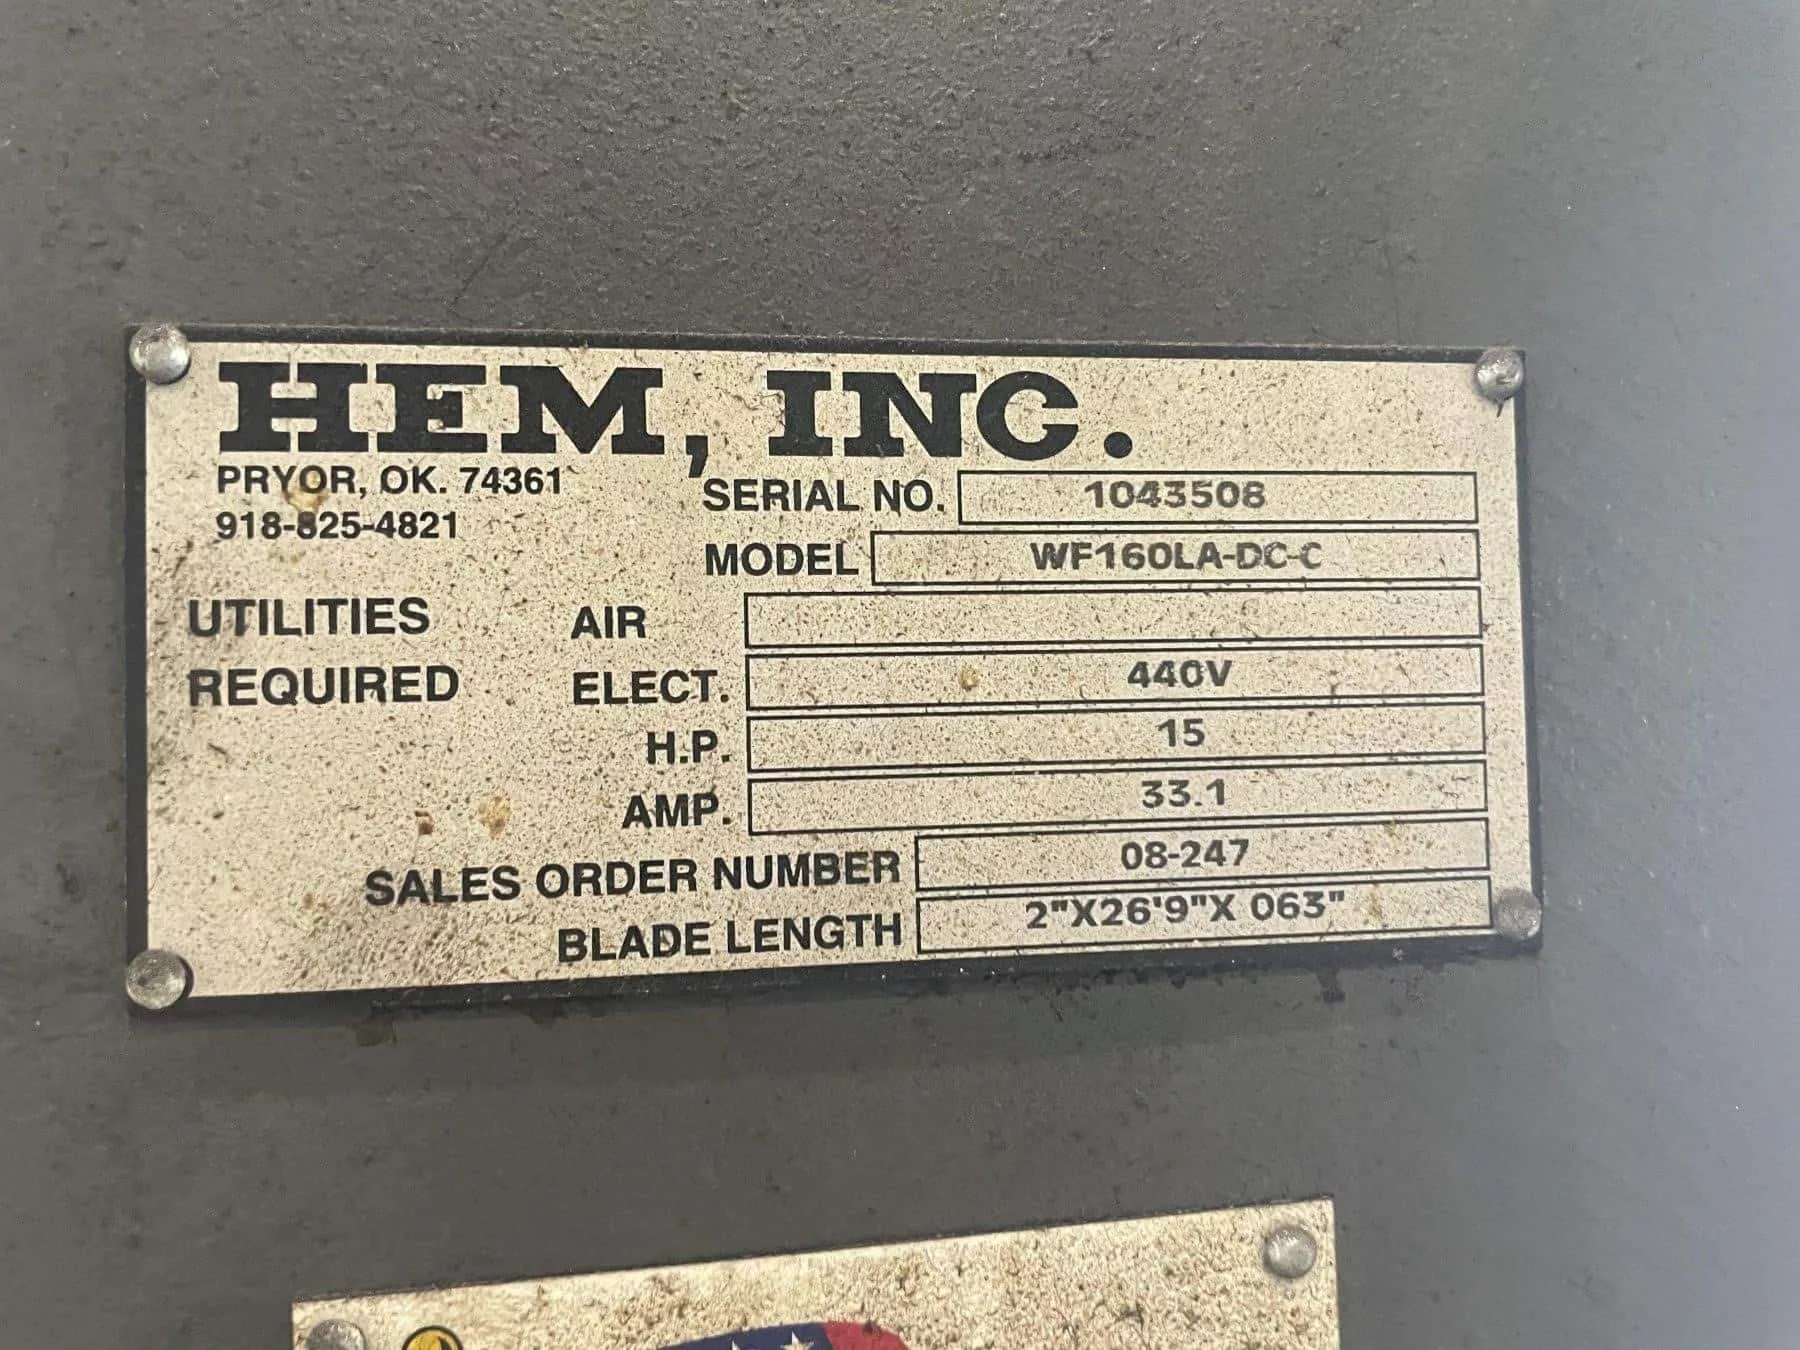 HEM, INC.
PRYOR, OK. 74361
918-825-4821
SERIAL NO. 1043508
MODEL WF160LA-DC-C
UTILITIES REQUIRED
AIR
ELECT. 440V
H.P. 15
AMP. 33.1
SALES ORDER NUMBER 08-247
BLADE LENGTH 2"X26'9"X 063"